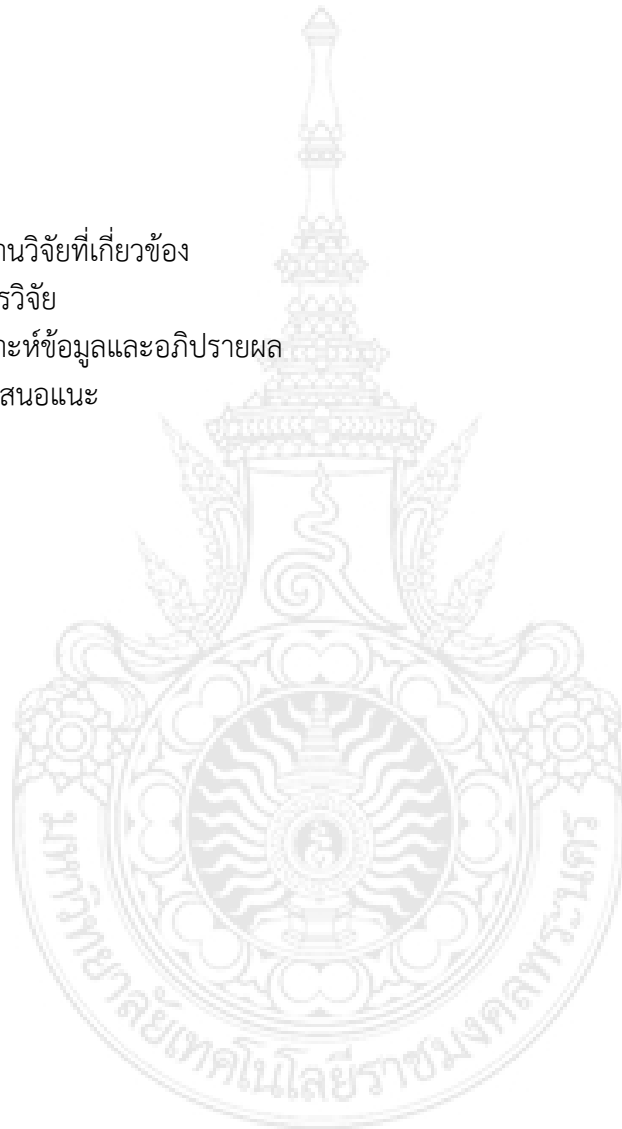 านวิจัยที่เกี่ยวข้อง
รวิจัย
าะห์ข้อมูลและอภิปรายผล
สนอแนะ
มหาวิทยาลัยเทคโนโลยีราชมงคลพระนคร